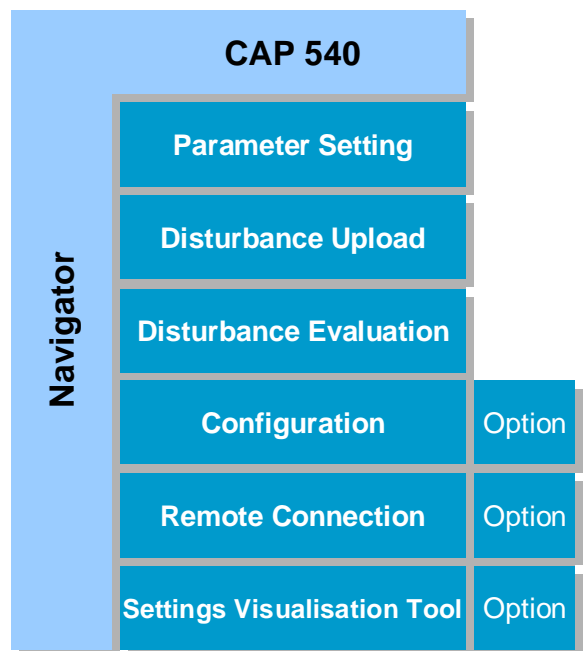 CAP 540
Navigator
Parameter Setting
Disturbance Upload
Disturbance Evaluation
Configuration
Option
Remote Connection
Option
Settings Visualisation Tool
Option